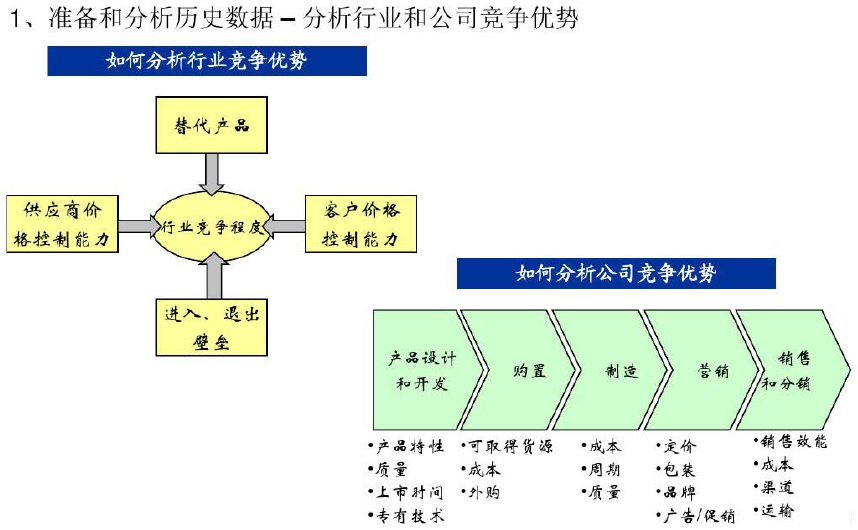 1、准备和分析历史数据 – 分析行业和公司竞争优势
如何分析行业竞争优势
替代产品
供应商价
格控制能力
行业竞争程度
客户价格
控制能力
进入、退出
壁垒
如何分析公司竞争优势
产品设计
和开发
购置
制造
营销
销售
和分销
•产品特性
•质量
•上市时间
•专有技术
•可取得货源
•成本
•外购
•成本
•周期
•质量
•定价
•包装
•品牌
•广告/促销
•销售效能
•成本
•渠道
•运输